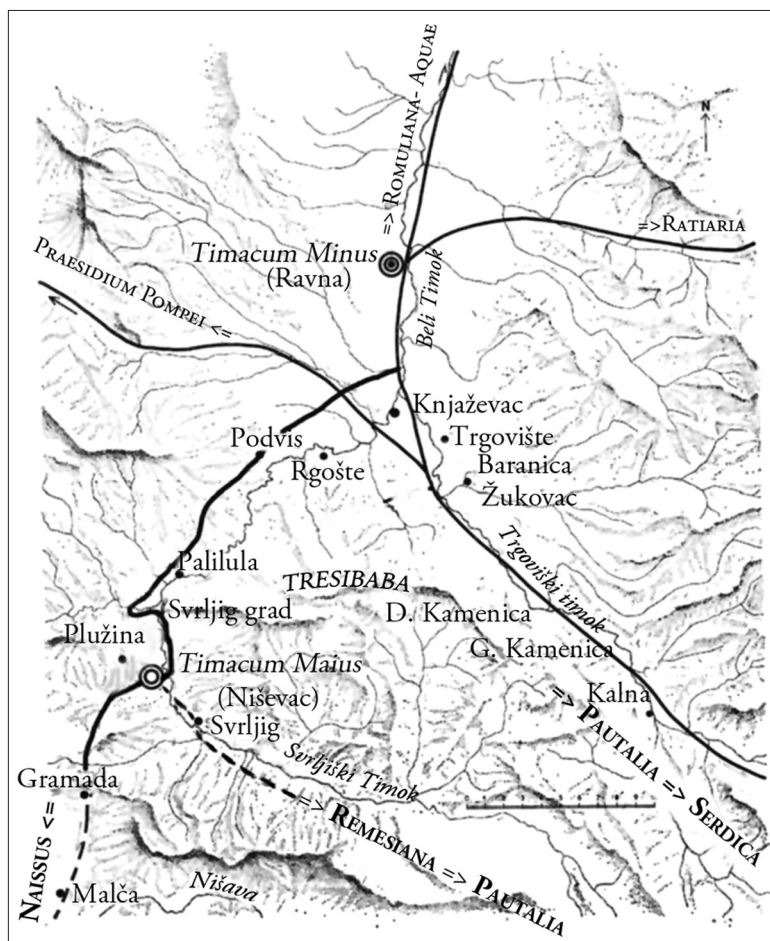 => ROMULIANA- AQUAE
N
=>RATIARIA
Timacum Minus
(Ravna)
PRAESIDIUM POMPEI <=
Beli Timok
Knjaževac
Trgovište
Podvis
Rgošte
Baranica
Žukovac
Trgoviški timok
Palilula
TRESIBABA
Svrljig grad
D. Kamenica
Plužina
G. Kamenica
Timacum Maius
(Niševac)
Kalna
Svrljig
=> PAUTALIA => SERDICA
Svrljiški Timok
Gramada
=> REMESIANA => PAUTALIA
NAISSUS <=
Nišava
Malča